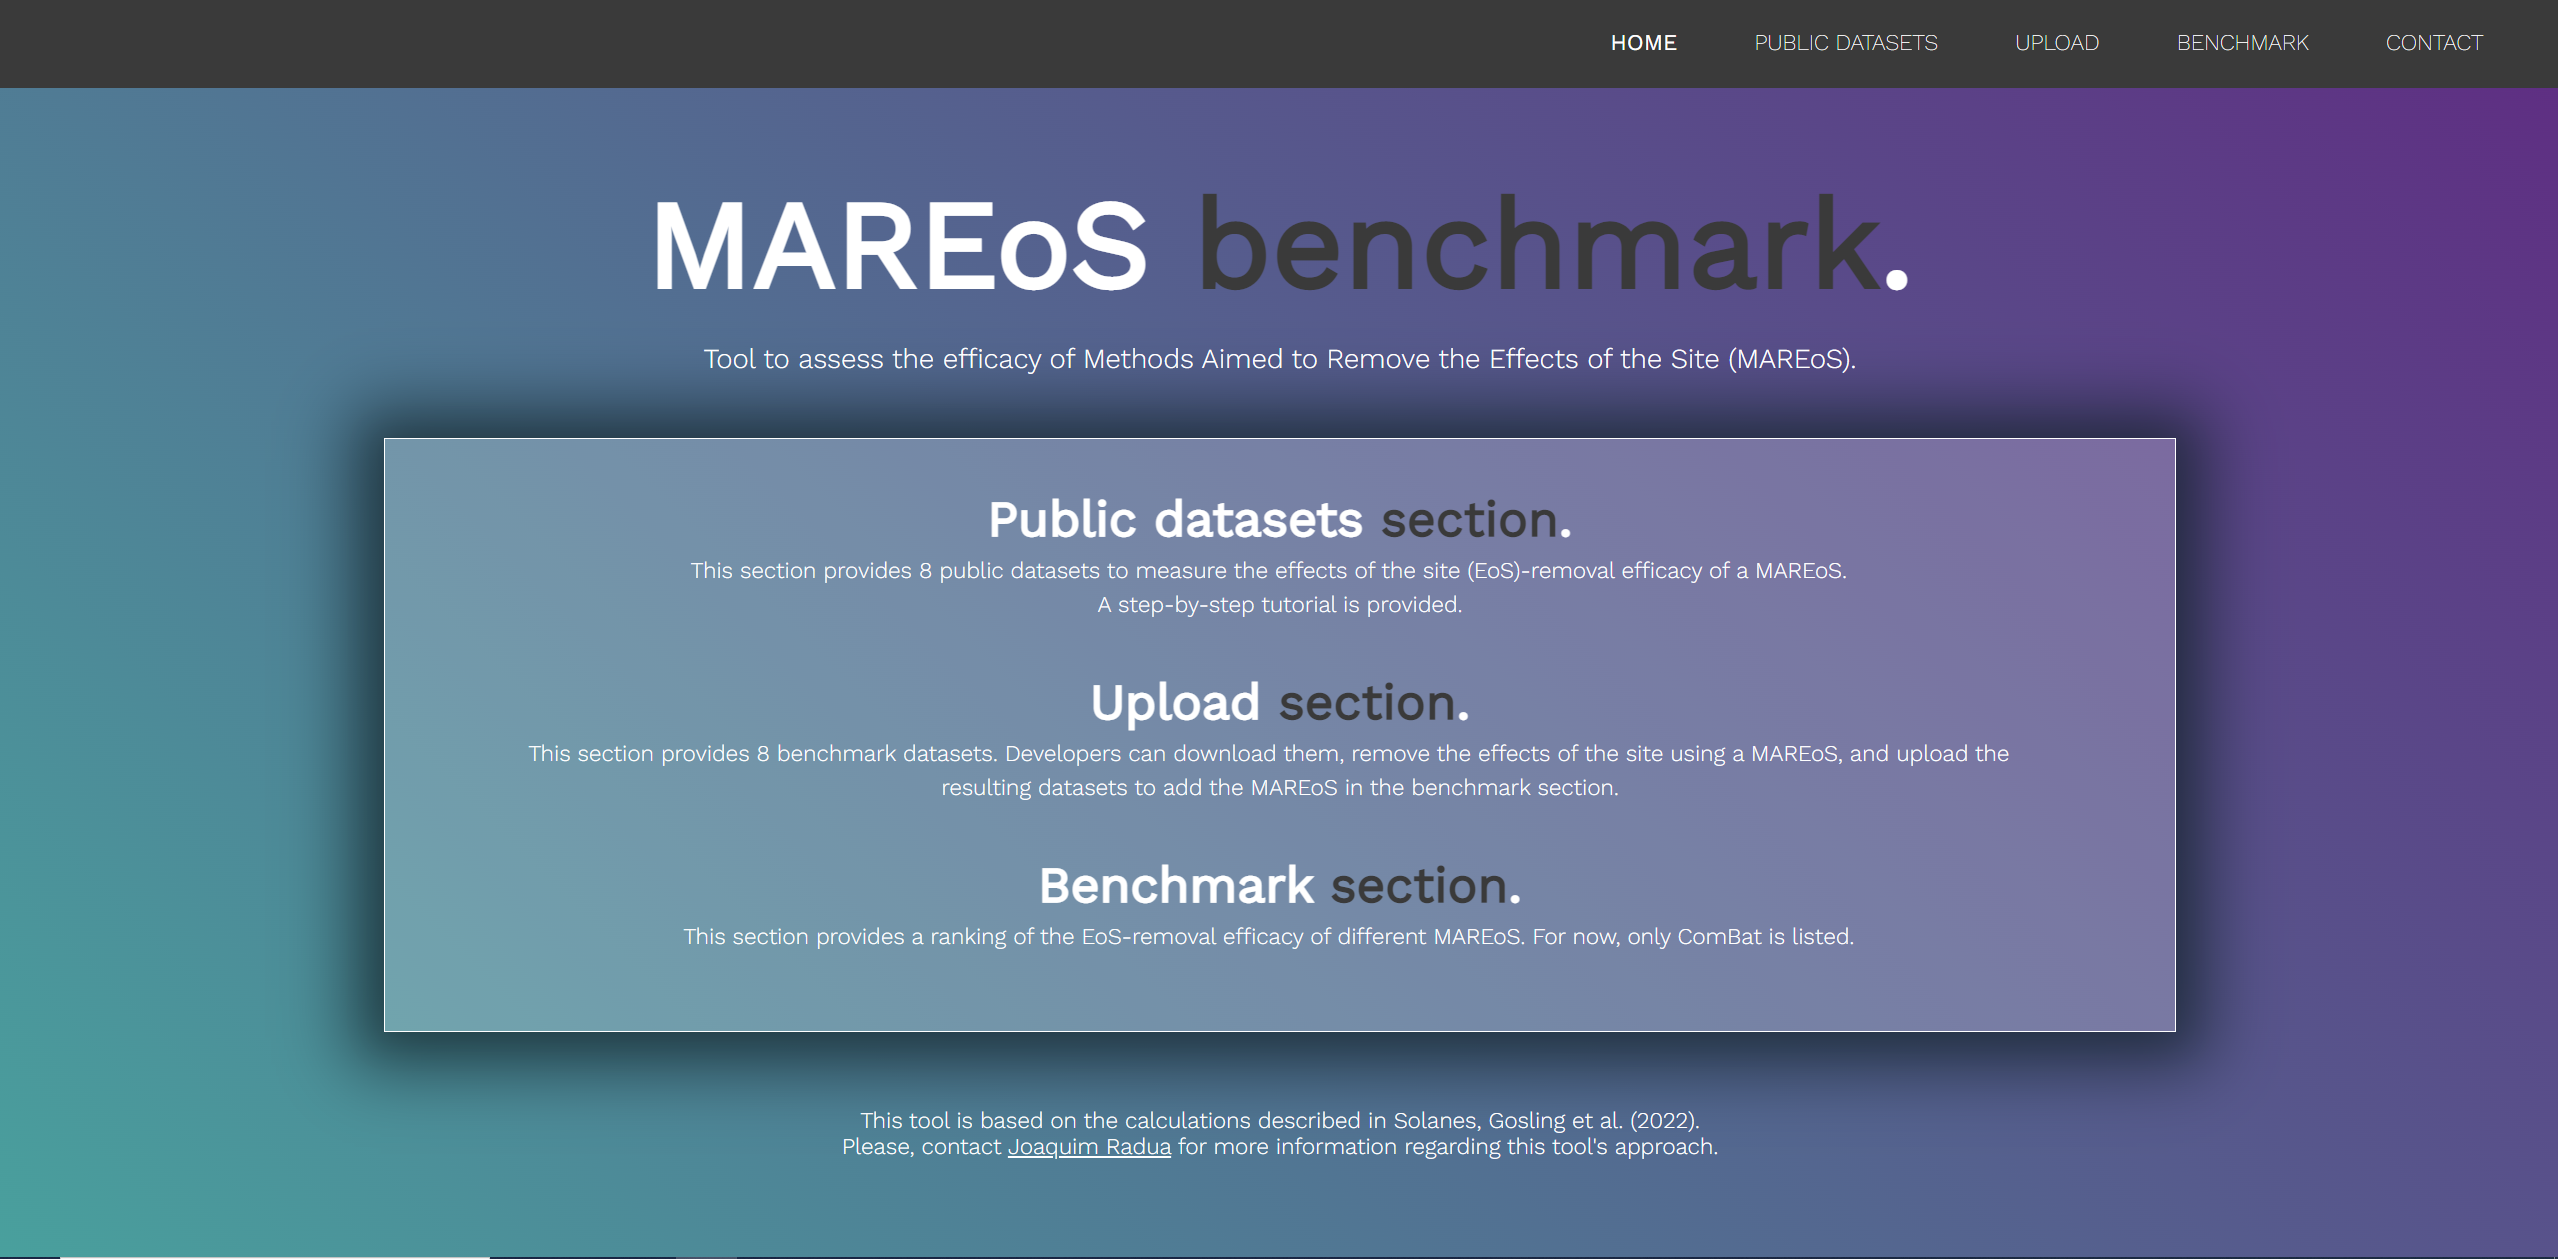 HOME PUBLIC DATASETS UPLOAD BENCHMARK CONTACT
MAREoS benchmark.
Tool to assess the efficacy of Methods Aimed to Remove the Effects of the Site (MAREoS).
Public datasets section.
This section provides 8 public datasets to measure the effects of the site (EoS)-removal efficacy of a MAREoS.
A step-by-step tutorial is provided.
Upload section.
This section provides 8 benchmark datasets. Developers can download them, remove the effects of the site using a MAREoS, and upload the
resulting datasets to add the MAREoS in the benchmark section.
Benchmark section.
This section provides a ranking of the EoS-removal efficacy of different MAREoS. For now, only ComBat is listed.
This tool is based on the calculations described in Solanes, Gosling et al. (2022).
Please, contact Joaquim Radua for more information regarding this tool's approach.